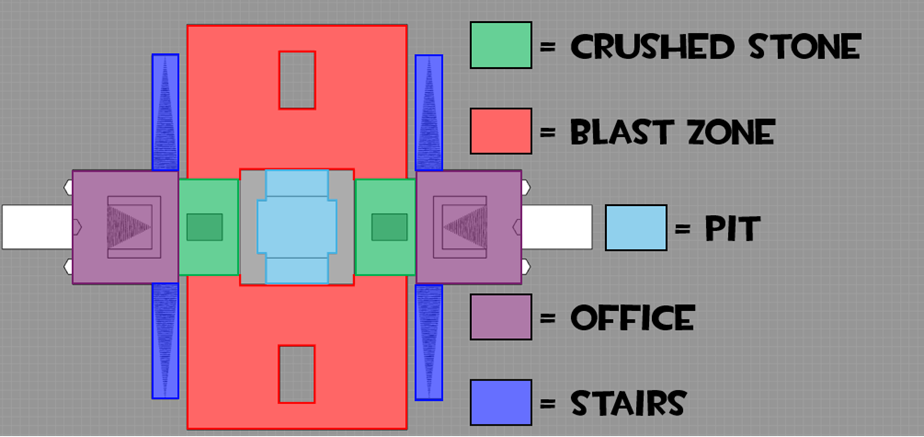 = CRUSHED STONE
= BLAST ZONE
= PIT
= OFFICE
= STAIRS